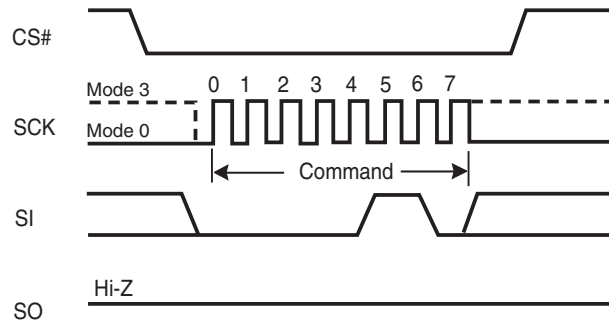 CS#
Mode 3
0 1 2 3 4 5 6 7
SCK
Mode 0
Command
SI
Hi-Z
SO